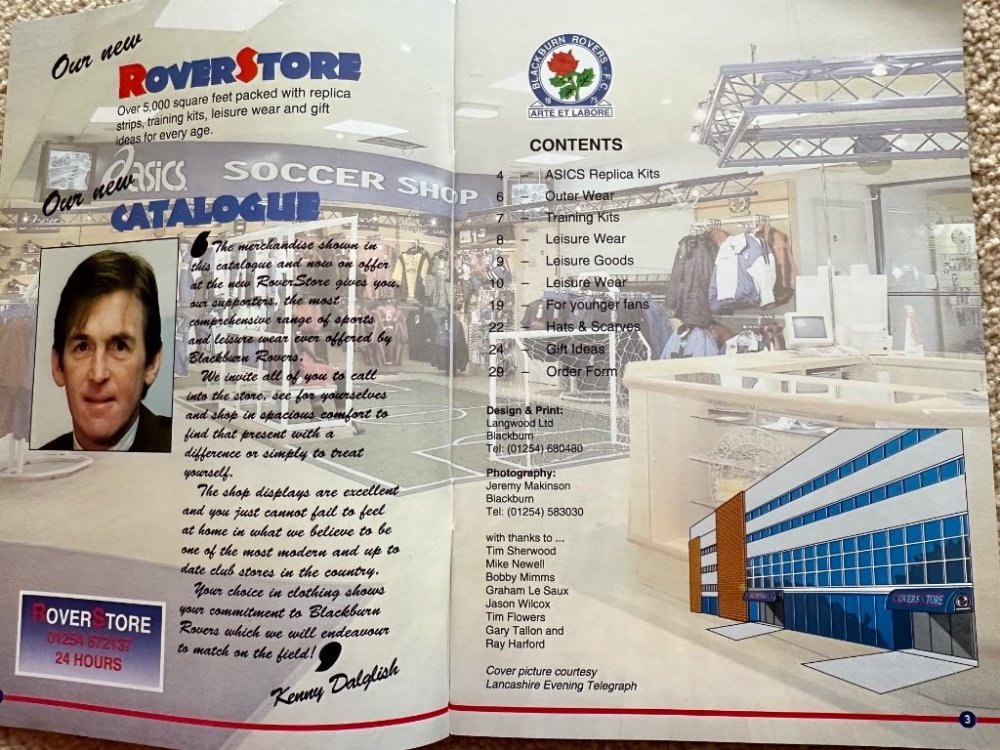 Our new
ROVERSTORE
Over 5,000 square feet packed with replica
strips, training kits, leisure wear and gift
ideas for every age.
asics SOCCER SHOP
Our new
CATALOGUE
‘The merchandise shown in
this catalogue and now on offer
at the new RoverStore gives you,
our supporters, the most
comprehensive range of sports
and leisure wear ever offered by
Blackburn Rovers.
We invite all of you to call
into the store, see for yourselves
and shop in spacious comfort to
find that present with a
difference or simply to treat
yourself.
The shop displays are excellent
and you just cannot fail to feel
at home in what we believe to be
one of the most modern and up to
date club stores in the country.
Your choice in clothing shows
your commitment to Blackburn
Rovers which we will endeavour
to match on the field!’
Kenny Dalglish
ROVERSTORE
01254 672137
24 HOURS
BLACKBURN ROVERS F.C.
1875
ARTE ET LABORE
CONTENTS
4 – ASICS Replica Kits
6 – Outer Wear
7 – Training Kits
8 – Leisure Wear
9 – Leisure Goods
10 – Leisure Wear
19 – For younger fans
22 – Hats & Scarves
24 – Gift Ideas
29 – Order Form
Design & Print:
Langwood Ltd
Blackburn
Tel: (01254) 680480
Photography:
Jeremy Makinson
Blackburn
Tel: (01254) 583030
with thanks to ...
Tim Sherwood
Mike Newell
Bobby Mimms
Graham Le Saux
Jason Wilcox
Tim Flowers
Gary Tallon and
Ray Harford
Cover picture courtesy
Lancashire Evening Telegraph
ROVERSTORE
3